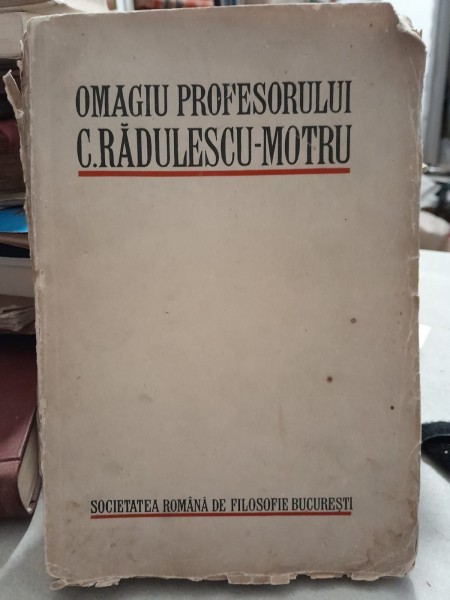 OMAGIU PROFESORULUI
C.RĂDULESCU-MOTRU
SOCIETATEA ROMÂNĂ DE FILOSOFIE BUCUREȘTI